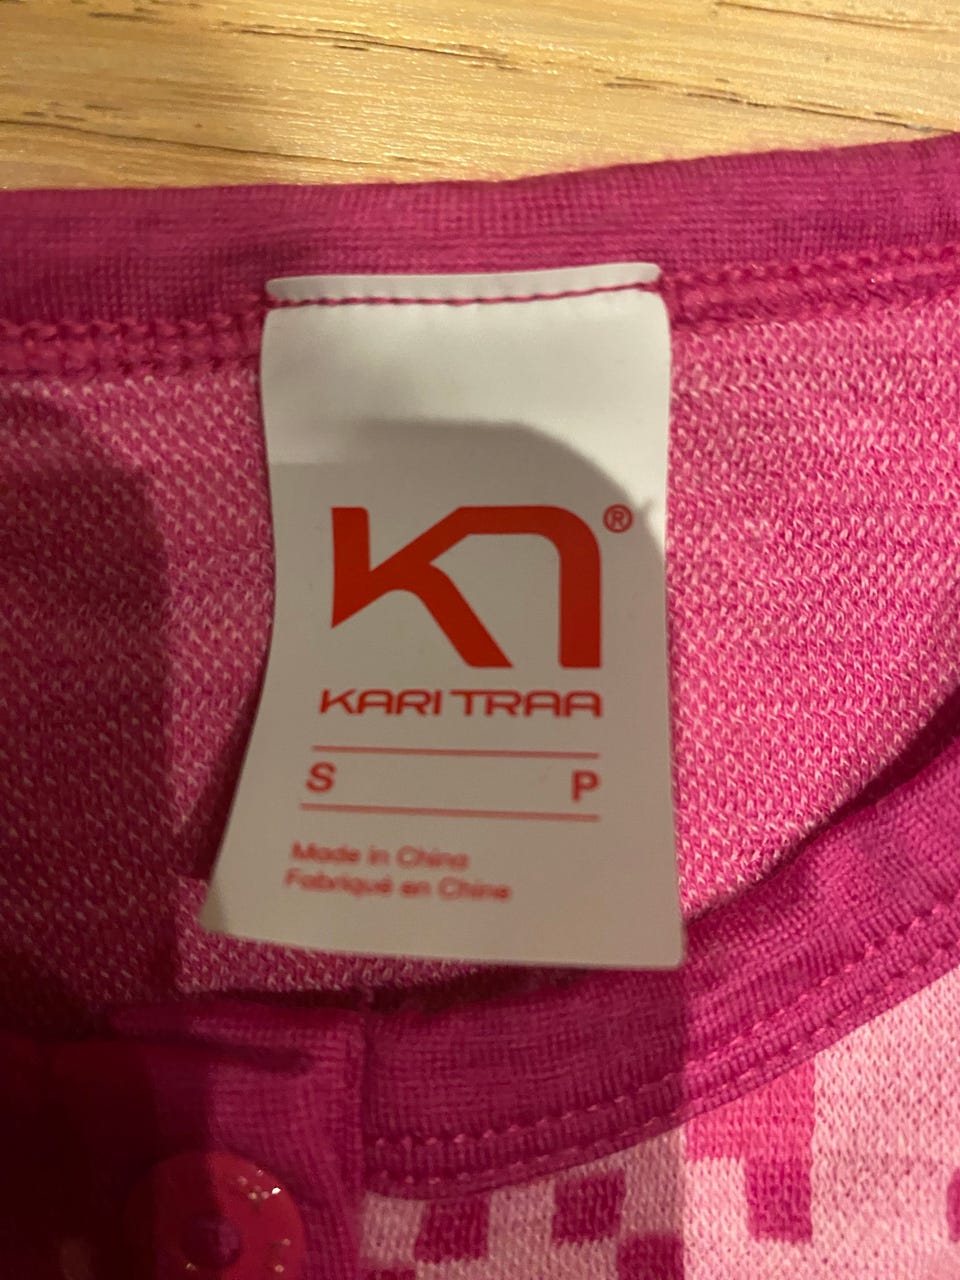 ®
KARI TRAA
S P
Made in China
Fabriqué en Chine